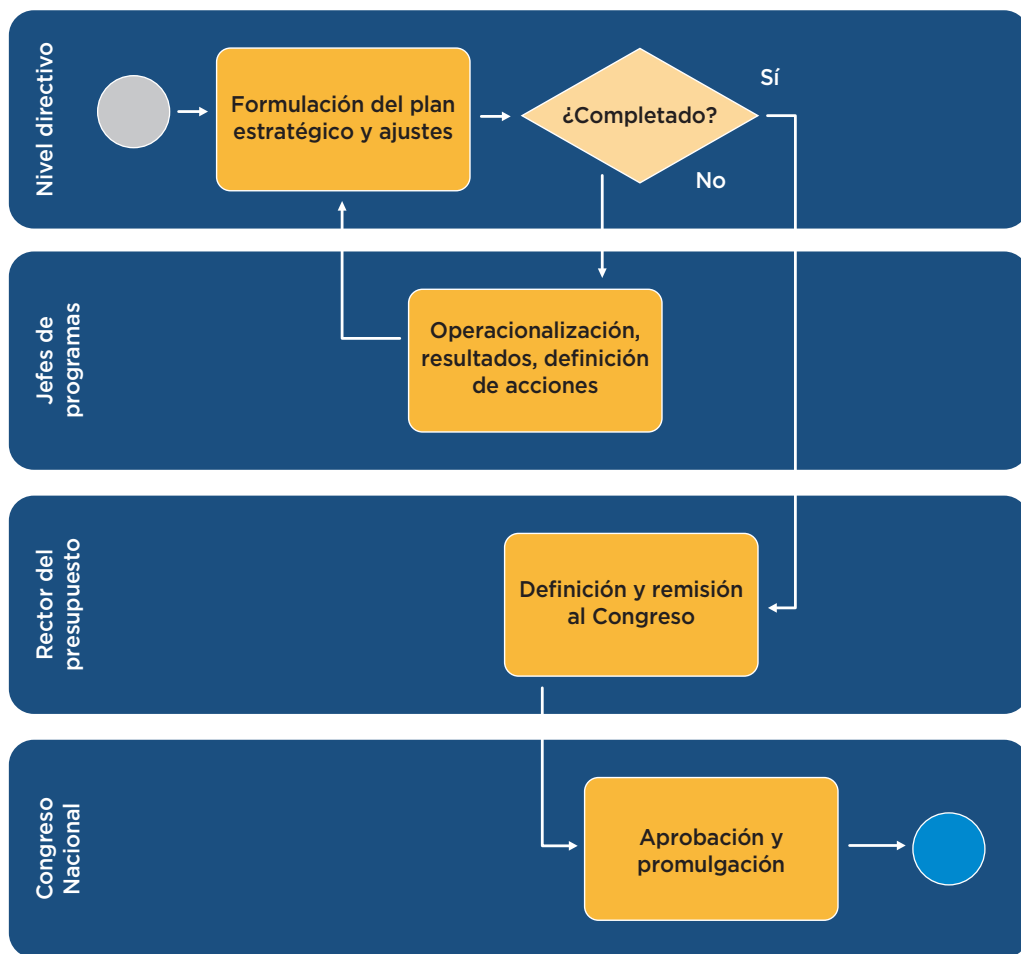 Nivel directivo
Formulación del plan
estratégico y ajustes
¿Completado?
Sí
No
Jefes de
programas
Operacionalización,
resultados, definición
de acciones
Rector del
presupuesto
Definición y remisión
al Congreso
Congreso
Nacional
Aprobación y
promulgación